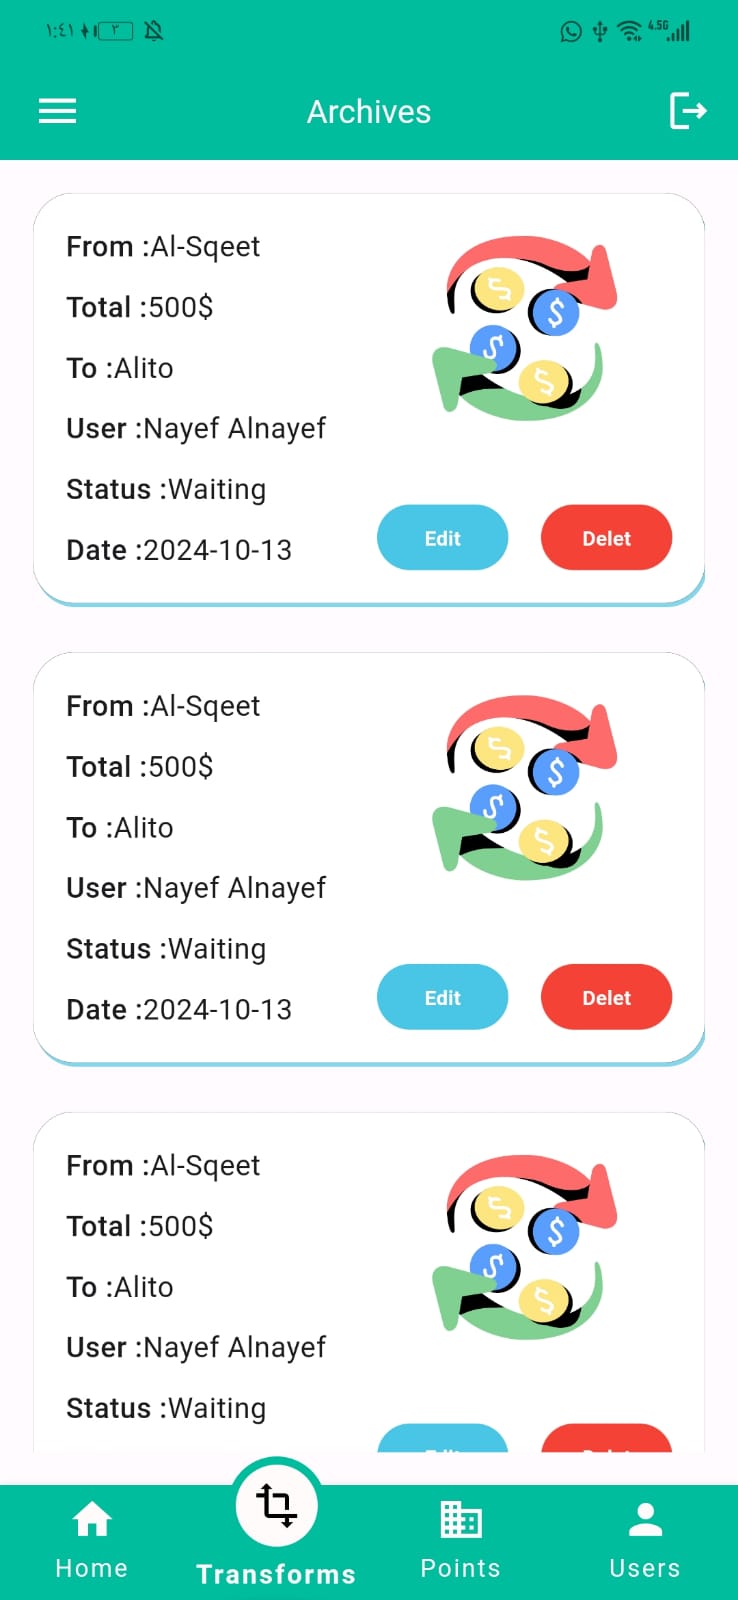 ١:٤١
٢
4.5G
Archives
From :Al-Sqeet
Total :500$
To :Alito
User :Nayef Alnayef
Status :Waiting
Date :2024-10-13
Edit
Delet
From :Al-Sqeet
Total :500$
To :Alito
User :Nayef Alnayef
Status :Waiting
Date :2024-10-13
Edit
Delet
From :Al-Sqeet
Total :500$
To :Alito
User :Nayef Alnayef
Status :Waiting
Home
Transforms
Points
Users